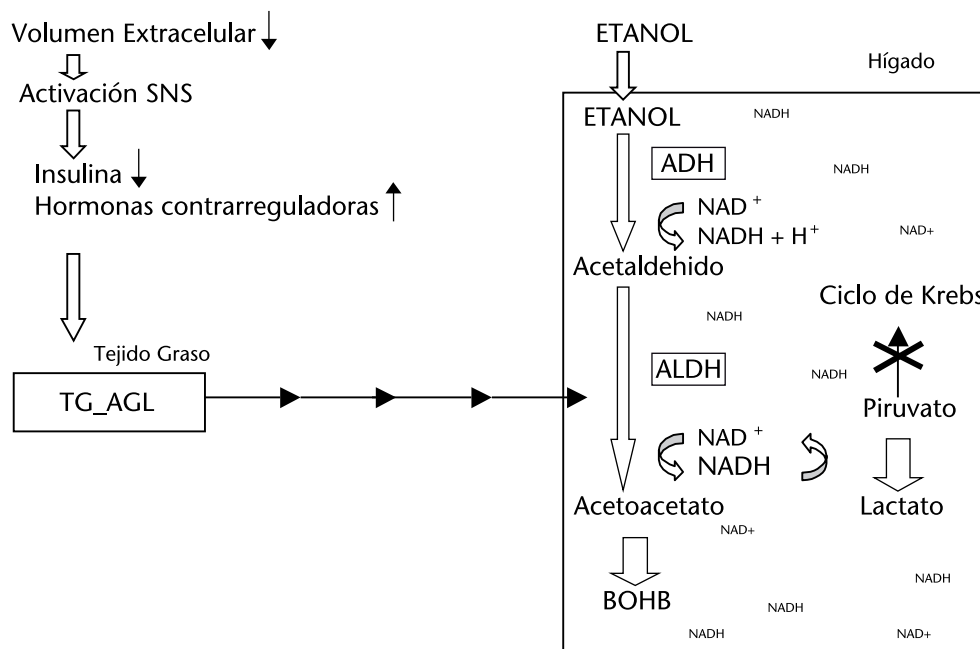 Volumen Extracelular
Activación SNS
Insulina
Hormonas contrarreguladoras
Tejido Graso
TG_AGL
ETANOL
Hígado
ETANOL
NADH
ADH
NADH
NAD +
NADH + H+
NAD+
Acetaldehido
Ciclo de Krebs
NADH
ALDH
NADH
Piruvato
NAD +
NADH
Acetoacetato
Lactato
NAD+
BOHB
NADH
NADH
NADH
NAD+